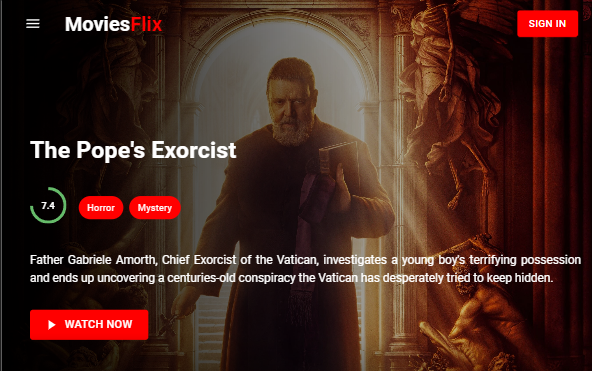 MoviesFlix
SIGN IN
The Pope's Exorcist
7.4
Horror
Mystery
Father Gabriele Amorth, Chief Exorcist of the Vatican, investigates a young boy's terrifying possession
and ends up uncovering a centuries-old conspiracy the Vatican has desperately tried to keep hidden.
WATCH NOW